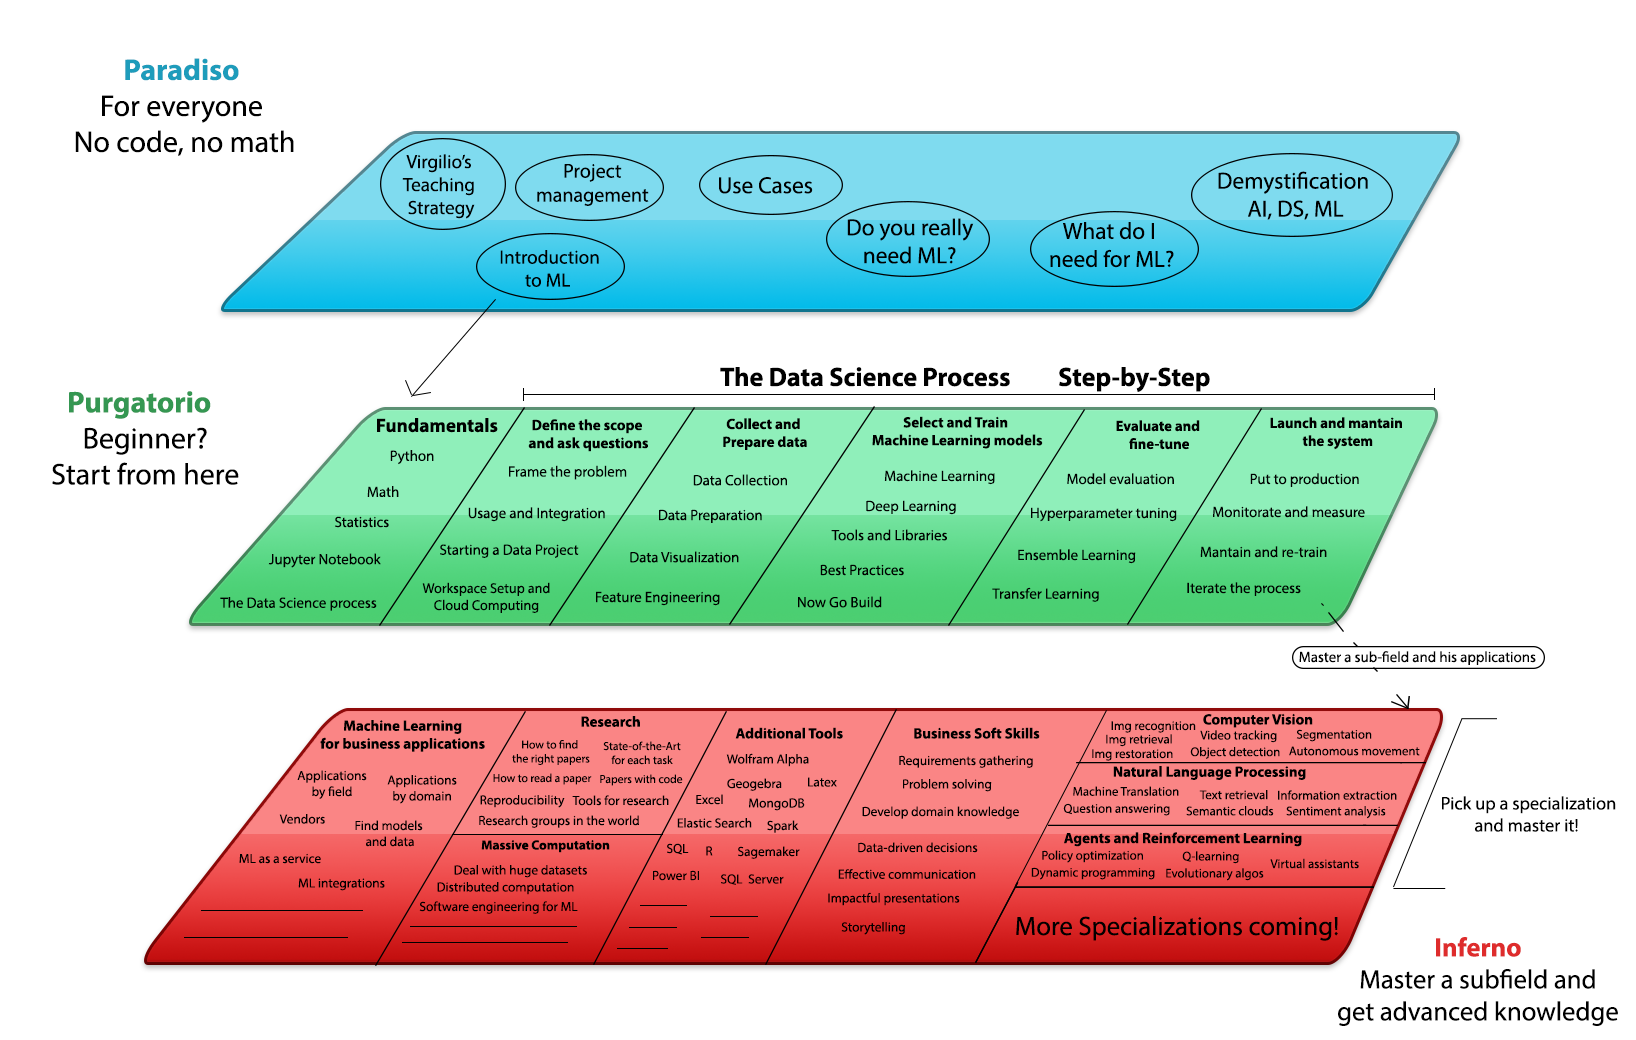 Paradiso
For everyone
No code, no math
Virgilio's
Teaching
Strategy
Project
management
Use Cases
Demystification
AI, DS, ML
Do you really
need ML?
What do I
need for ML?
Introduction
to ML
The Data Science Process Step-by-Step
Purgatorio
Beginner?
Start from here
Fundamentals
Python
Math
Statistics
Jupyter Notebook
The Data Science process
Define the scope
and ask questions
Frame the problem
Usage and Integration
Starting a Data Project
Workspace Setup and
Cloud Computing
Collect and
Prepare data
Data Collection
Data Preparation
Data Visualization
Feature Engineering
Select and Train
Machine Learning models
Machine Learning
Deep Learning
Tools and Libraries
Best Practices
Now Go Build
Evaluate and
fine-tune
Model evaluation
Hyperparameter tuning
Ensemble Learning
Transfer Learning
Launch and mantain
the system
Put to production
Monitorate and measure
Mantain and re-train
Iterate the process
Master a sub-field and his applications
Machine Learning
for business applications
Applications
by field
Applications
by domain
Vendors
Find models
and data
ML as a service
ML integrations
Research
How to find
the right papers
State-of-the-Art
for each task
How to read a paper
Papers with code
Reproducibility
Tools for research
Research groups in the world
Massive Computation
Deal with huge datasets
Distributed computation
Software engineering for ML
Additional Tools
Wolfram Alpha
Geogebra
Latex
Excel
MongoDB
Elastic Search
Spark
SQL
R
Sagemaker
Power BI
SQL Server
Business Soft Skills
Requirements gathering
Problem solving
Develop domain knowledge
Data-driven decisions
Effective communication
Impactful presentations
Storytelling
Computer Vision
Img recognition
Video tracking
Segmentation
Img retrieval
Img restoration
Object detection
Autonomous movement
Natural Language Processing
Machine Translation
Text retrieval
Information extraction
Question answering
Semantic clouds
Sentiment analysis
Agents and Reinforcement Learning
Policy optimization
Q-learning
Virtual assistants
Dynamic programming
Evolutionary algos
More Specializations coming!
Pick up a specialization
and master it!
Inferno
Master a subfield and
get advanced knowledge